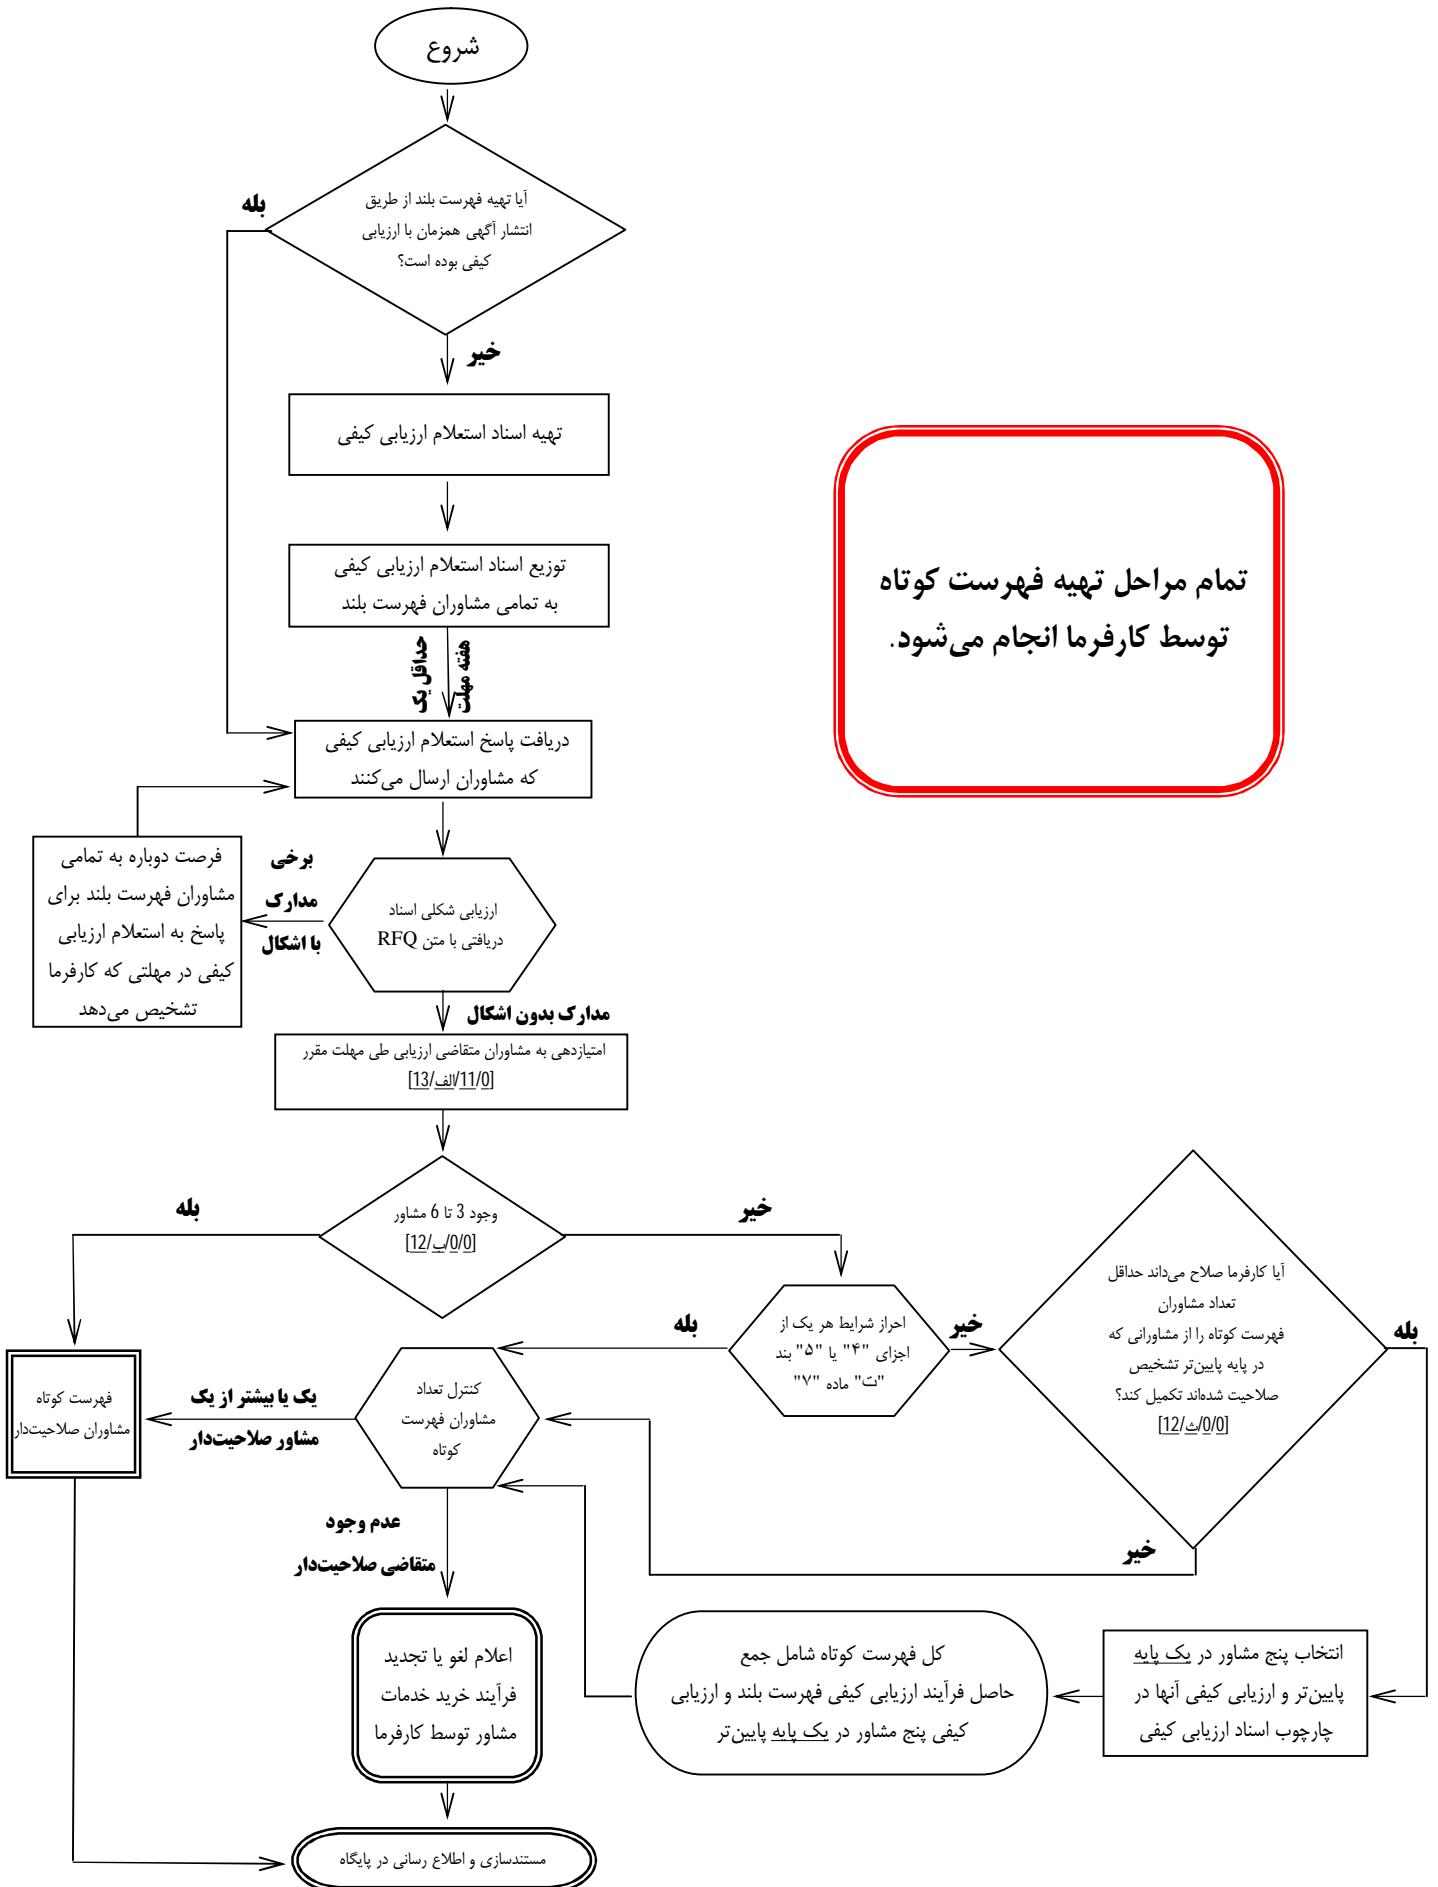 شروع
آیا تهیه فهرست بلند از طریق
انتشار آگهی همزمان با ارزیابی
کیفی بوده است؟
بله
خیر
تهیه اسناد استعلام ارزیابی کیفی
توزیع اسناد استعلام ارزیابی کیفی
به تمامی مشاوران فهرست بلند
حداقل یک
هفته مهلت
تمام مراحل تهیه فهرست کوتاه
توسط کارفرما انجام می‌شود.
دریافت پاسخ استعلام ارزیابی کیفی
که مشاوران ارسال می‌کنند
فرصت دوباره به تمامی
مشاوران فهرست بلند برای
پاسخ به استعلام ارزیابی
کیفی در مهلتی که کارفرما
تشخیص می‌دهد
برخی
مدارک
با اشکال
ارزیابی شکلی اسناد
دریافتی با متن RFQ
مدارک بدون اشکال
امتیازدهی به مشاوران متقاضی ارزیابی طی مهلت مقرر
[13/الف/11/0]
وجود 3 تا 6 مشاور
[12/ب/0/0]
بله
خیر
آیا کارفرما صلاح می‌داند حداقل
تعداد مشاوران
فهرست کوتاه را از مشاورانی که
در پایه پایین‌تر تشخیص
صلاحیت شده‌اند تکمیل کند؟
[12/ث/0/0]
احراز شرایط هر یک از
اجزای "۴" یا "۵" بند
"ت" ماده "۷"
بله
خیر
بله
خیر
کنترل تعداد
مشاوران فهرست
کوتاه
یک یا بیشتر از یک
مشاور صلاحیت‌دار
فهرست کوتاه
مشاوران صلاحیت‌دار
عدم وجود
متقاضی صلاحیت‌دار
انتخاب پنج مشاور در یک پایه
پایین‌تر و ارزیابی کیفی آنها در
چارچوب اسناد ارزیابی کیفی
کل فهرست کوتاه شامل جمع
حاصل فرآیند ارزیابی کیفی فهرست بلند و ارزیابی
کیفی پنج مشاور در یک پایه پایین‌تر
اعلام لغو یا تجدید
فرآیند خرید خدمات
مشاور توسط کارفرما
مستندسازی و اطلاع رسانی در پایگاه